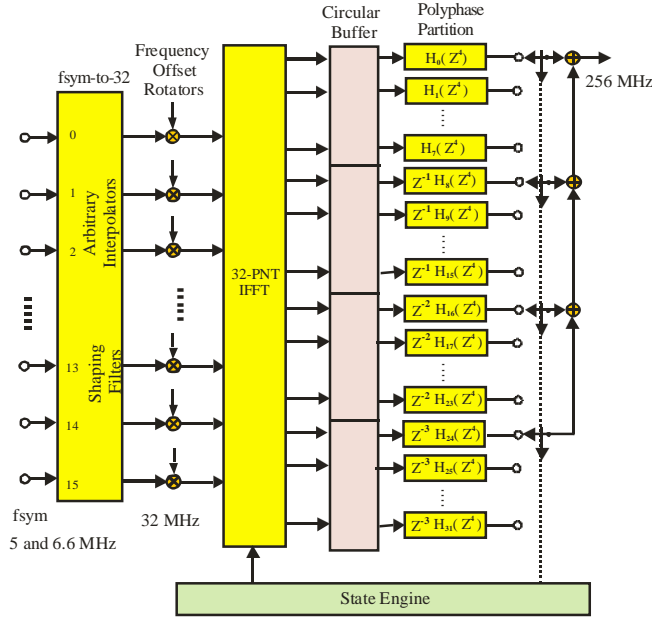 Circular
Buffer
Polyphase
Partition
Frequency
Offset
Rotators
fsym-to-32
H0( Z4)
256 MHz
H1( Z4)
0
H7( Z4)
Z-1 H8( Z4)
1
Z-1 H9( Z4)
2
Arbitrary
Interpolators
Z-1 H15( Z4)
32-PNT
IFFT
Z-2 H16( Z4)
Z-2 H17( Z4)
13
Shaping
Filters
Z-2 H23( Z4)
14
Z-3 H24( Z4)
Z-3 H25( Z4)
15
Z-3 H31( Z4)
fsym
32 MHz
5 and 6.6 MHz
State Engine